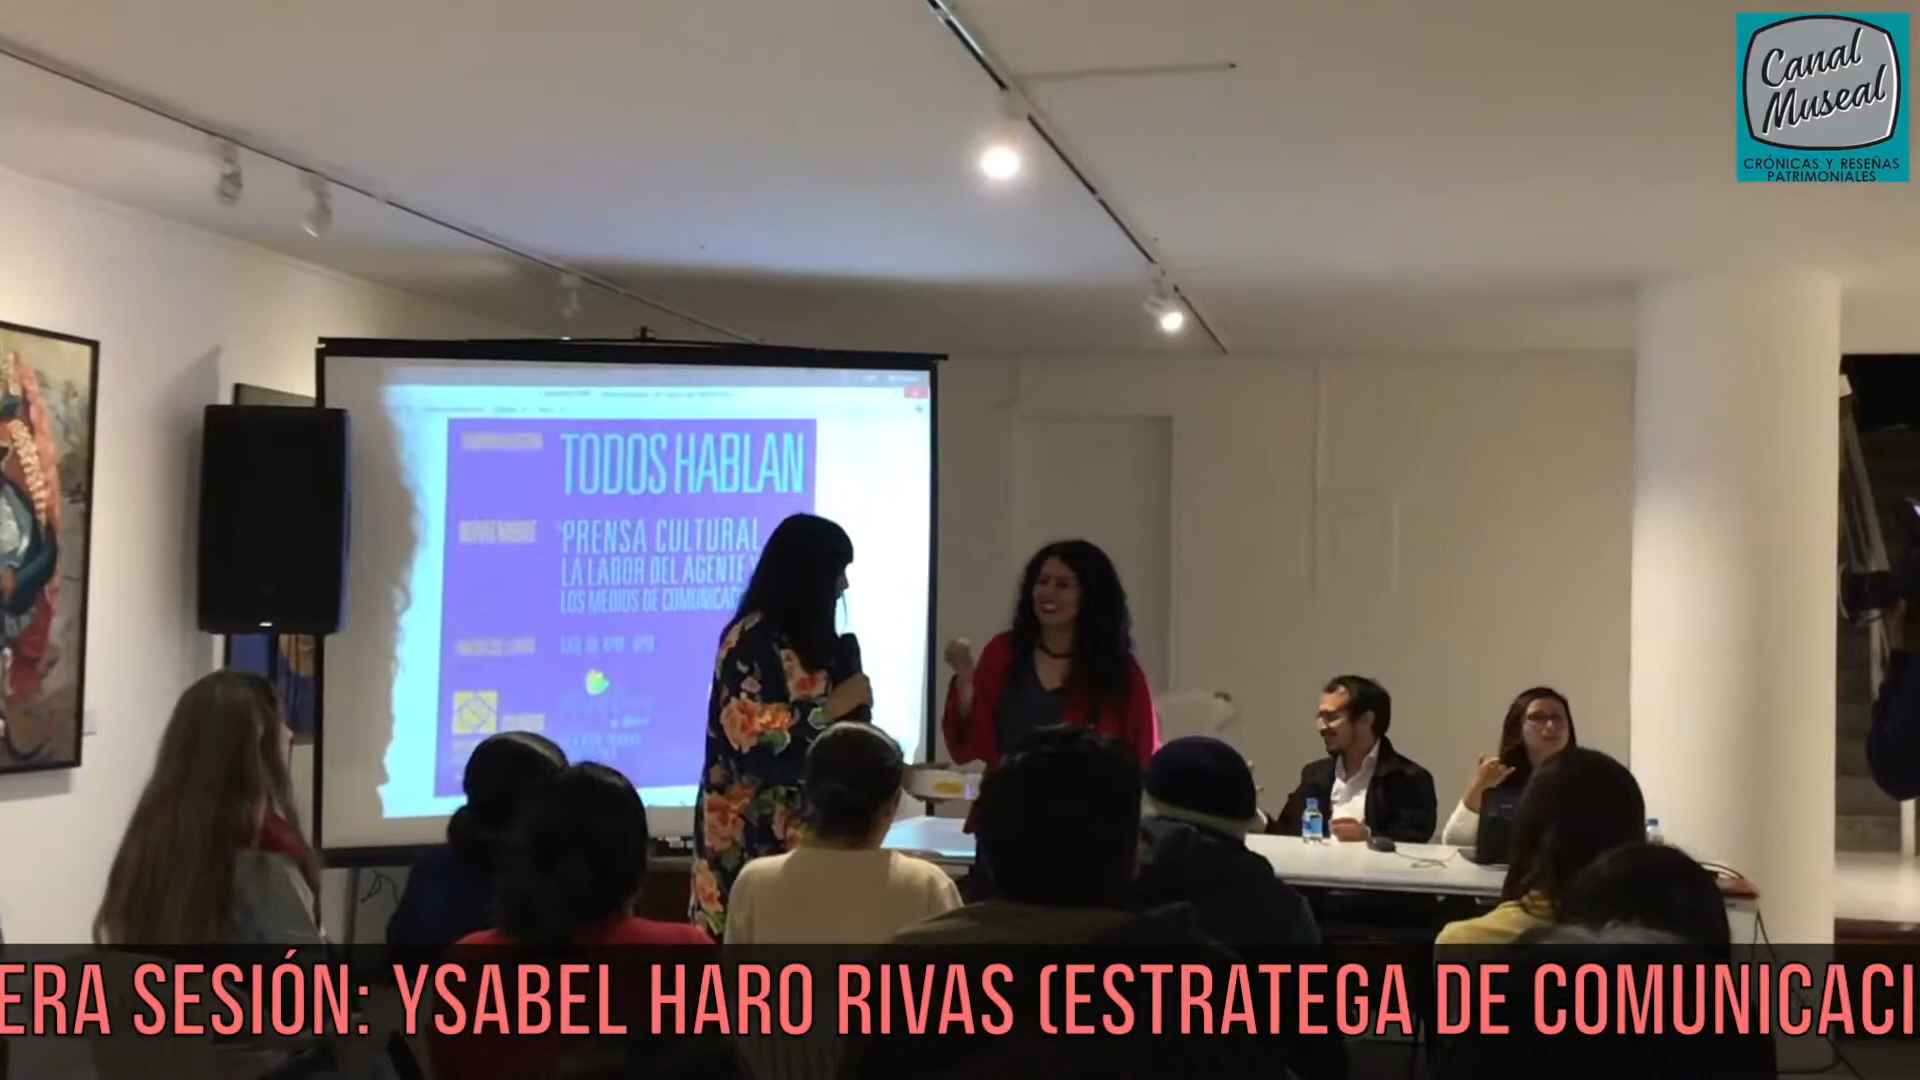 Canal
Museal
CRÓNICAS Y RESEÑAS
PATRIMONIALES
TODOS HABLAN
PRENSA CULTURAL
LA LABOR DEL AGENTE Y
LOS MEDIOS DE
ERA SESIÓN: YSABEL HARO RIVAS (ESTRATEGA DE COMUNICACI